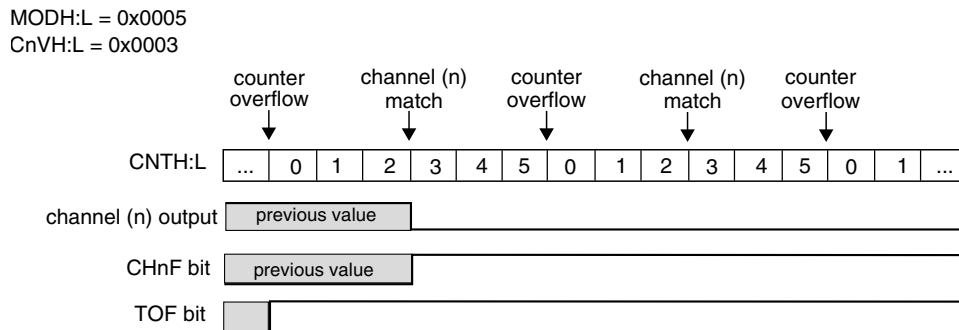 MODH:L = 0x0005
CnVH:L = 0x0003
counter overflow
channel (n) match
counter overflow
channel (n) match
counter overflow
CNTH:L ... 0 1 2 3 4 5 0 1 2 3 4 5 0 1 ...
channel (n) output previous value
CHnF bit previous value
TOF bit